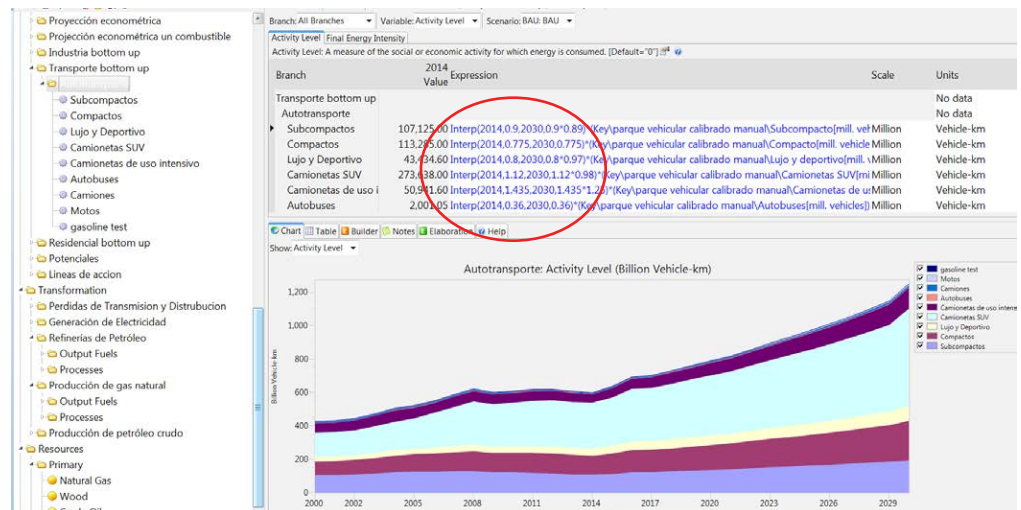 Proyección econométrica
Projección econométrica un combustible
Industria bottom up
Transporte bottom up
Subcompactos
Compactos
Lujo y Deportivo
Camionetas SUV
Camionetas de uso intensivo
Autobuses
Camiones
Motos
gasoline test
Residencial bottom up
Potenciales
Lineas de accion
Transformation
Perdidas de Transmision y Distrubucion
Generación de Electricidad
Refinerías de Petróleo
Output Fuels
Processes
Producción de gas natural
Output Fuels
Processes
Producción de petróleo crudo
Resources
Primary
Natural Gas
Wood
Branch: All Branches Variable: Activity Level Scenario: BAU: BAU
Activity Level Final Energy Intensity
Activity Level: A measure of the social or economic activity for which energy is consumed. [Default="0"]
Branch 2014 Value Expression Scale Units
Transporte bottom up No data
Autotransporte No data
Subcompactos 107,125.00 Interp(2014,0.9,2030,0.9*0.89)*(Key\parque vehicular calibrado manual\Subcompacto[mill. veh Million Vehicle-km
Compactos 113,285.00 Interp(2014,0.775,2030,0.775)*(Key\parque vehicular calibrado manual\Compacto[mill. vehicle Million Vehicle-km
Lujo y Deportivo 43,434.60 Interp(2014,0.8,2030,0.8*0.97)*(Key\parque vehicular calibrado manual\Lujo y deportivo[mill. v Million Vehicle-km
Camionetas SUV 273,638.00 Interp(2014,1.12,2030,1.12*0.98)*(Key\parque vehicular calibrado manual\Camionetas SUV[mi Million Vehicle-km
Camionetas de uso i 50,941.60 Interp(2014,1.435,2030,1.435*1.25)*(Key\parque vehicular calibrado manual\Camionetas de us Million Vehicle-km
Autobuses 2,001.05 Interp(2014,0.36,2030,0.36)*(Key\parque vehicular calibrado manual\Autobuses[mill. vehicles]) Million Vehicle-km
Chart Table Builder Notes Elaboration Help
Show: Activity Level
Autotransporte: Activity Level (Billion Vehicle-km)
Billion Vehicle-km
1,200
1,000
800
600
400
200
0
2000 2002 2005 2008 2011 2014 2017 2020 2023 2026 2029
gasoline test
Motos
Camiones
Autobuses
Camionetas de uso intens
Camionetas SUV
Lujo y Deportivo
Compactos
Subcompactos